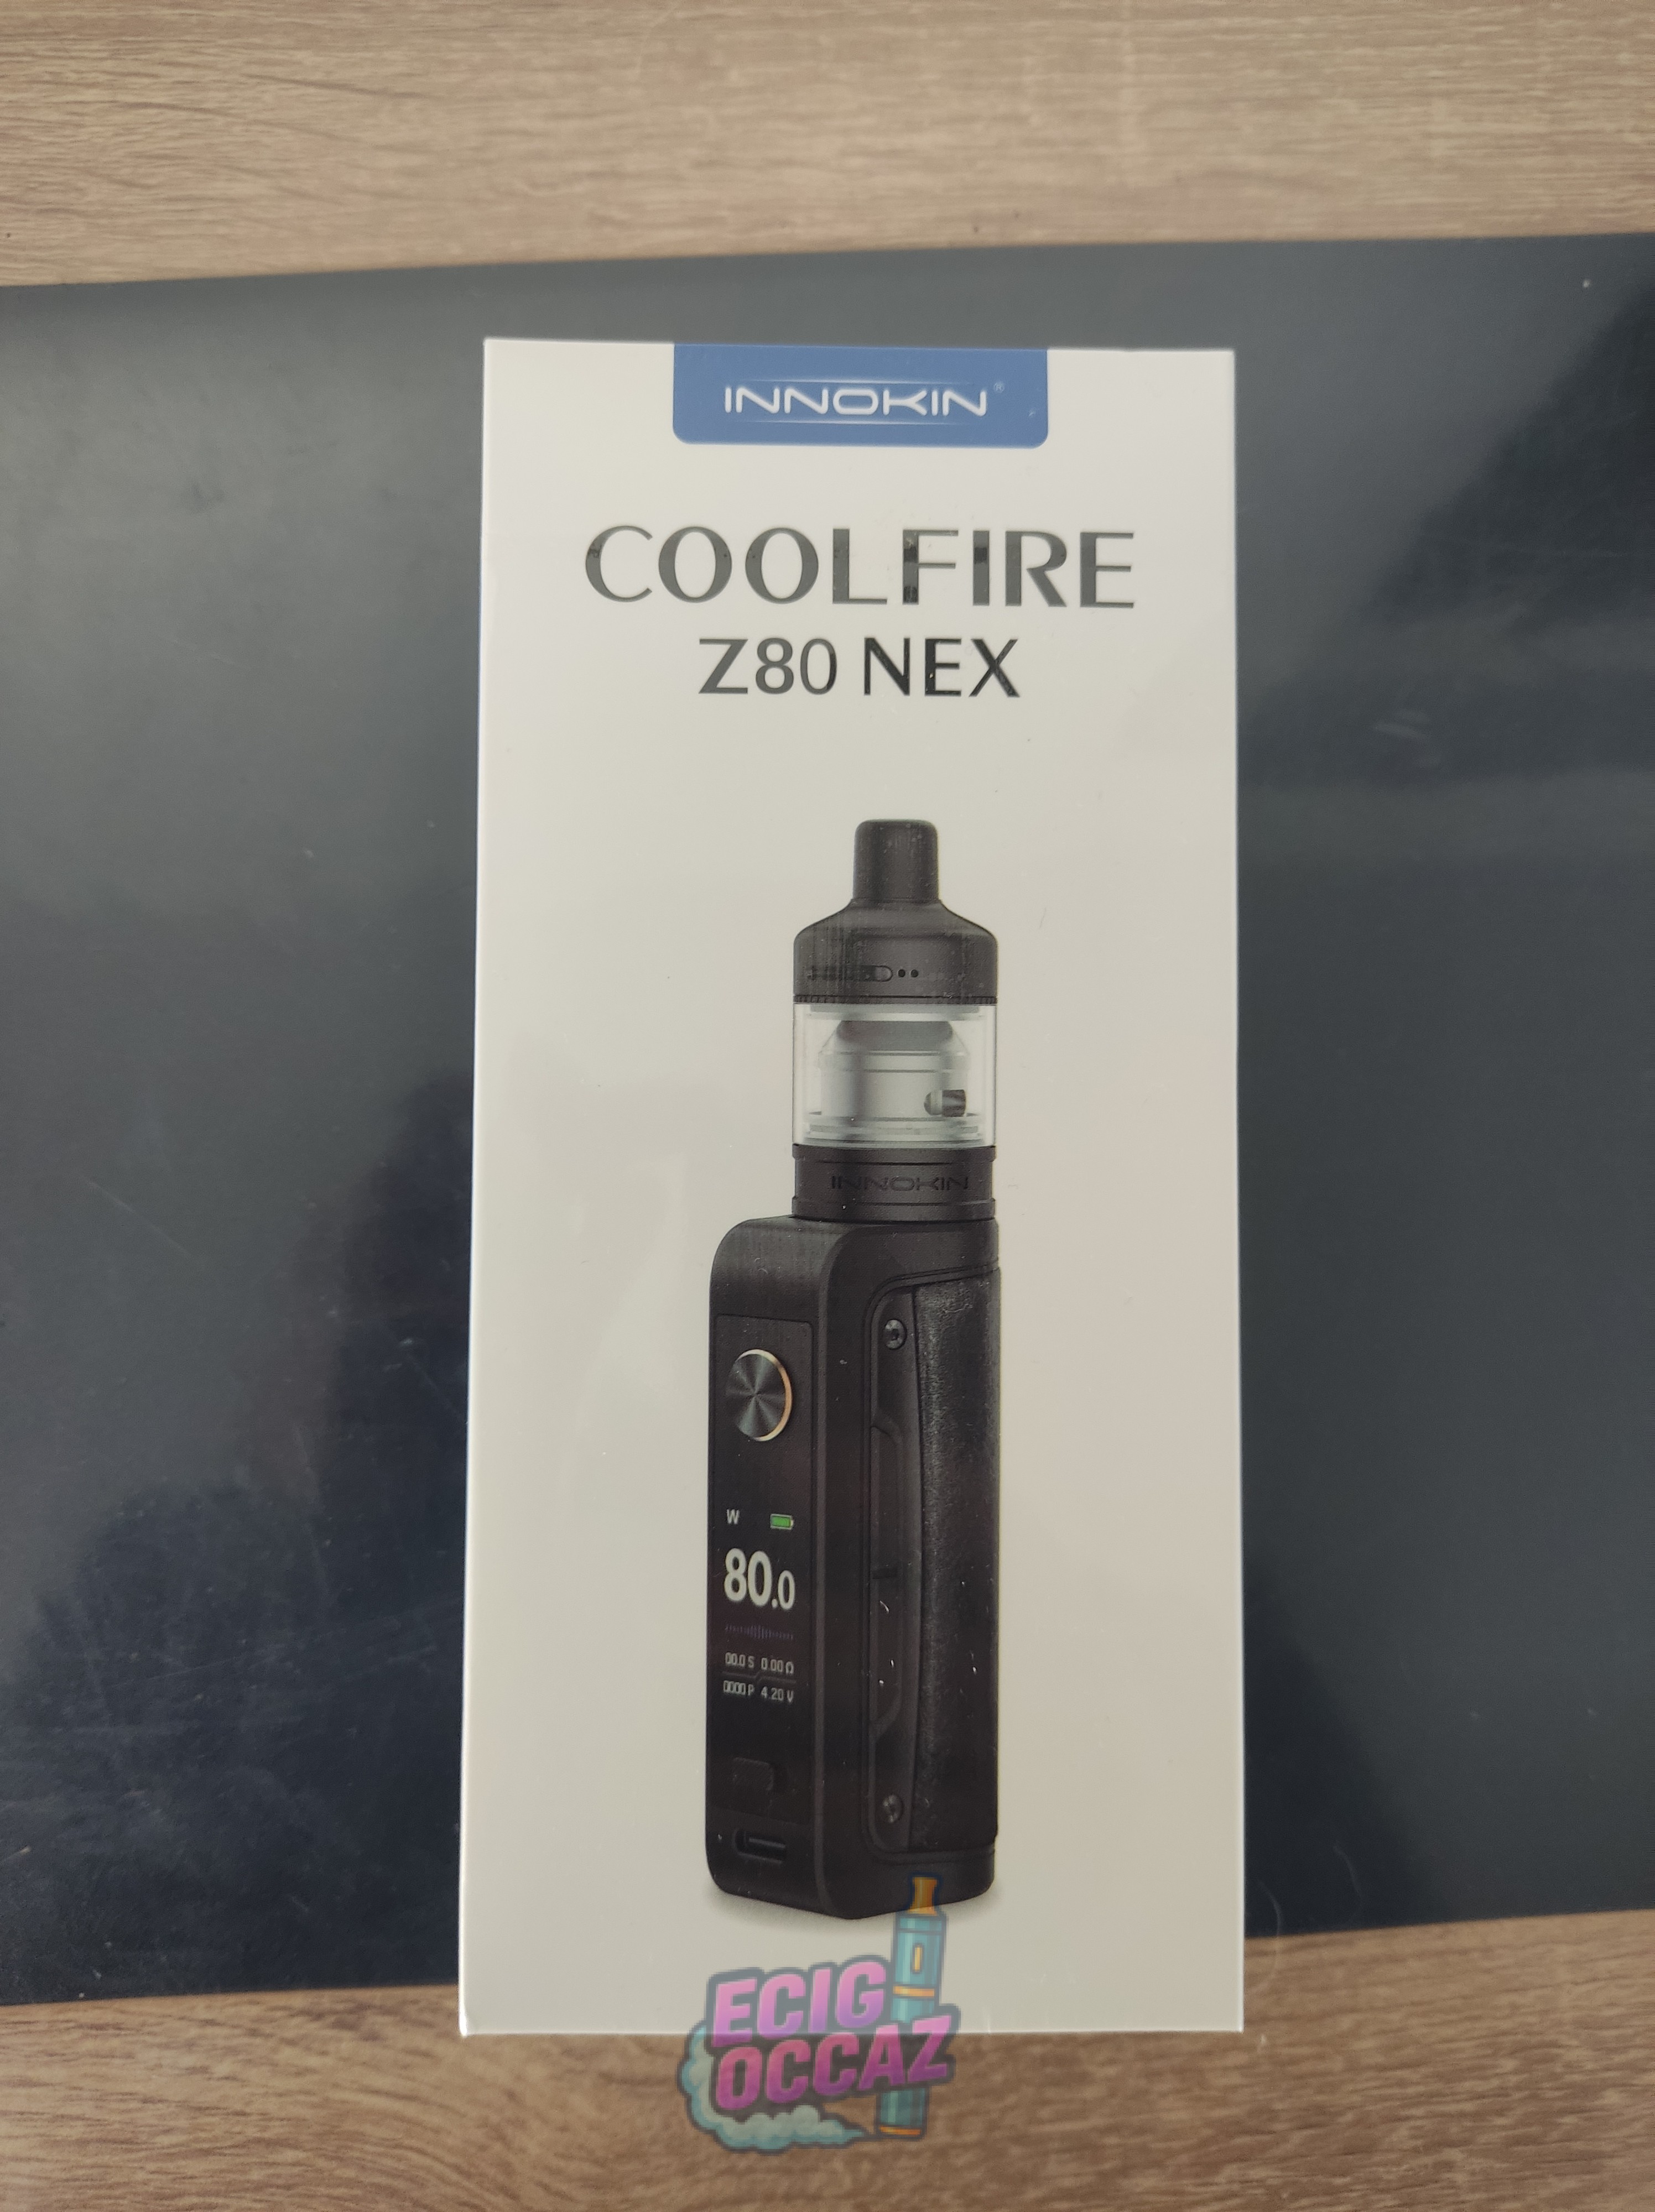 INNOKIN®
COOLFIRE
Z80 NEX
INNOKIN
W
80.0
00.0 S 0.00 Ω
0000 P 4.20 V
ECIG
OCCAZ